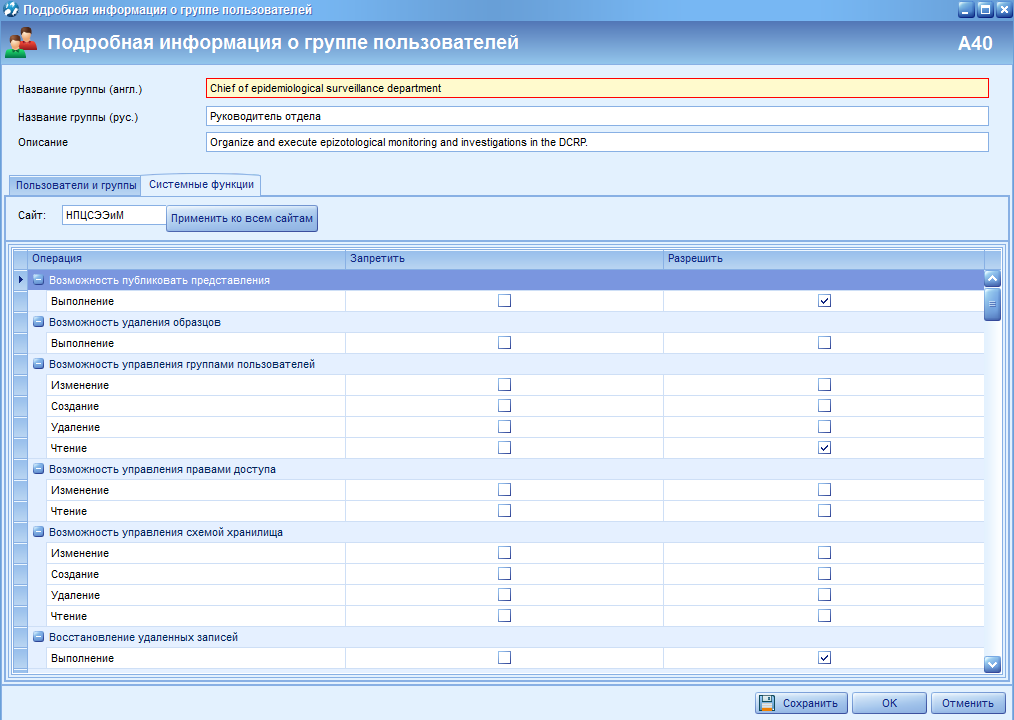 Подробная информация о группе пользователей
Подробная информация о группе пользователей A40
Название группы (англ.) Chief of epidemiological surveillance department
Название группы (рус.) Руководитель отдела
Описание Organize and execute epizotological monitoring and investigations in the DCRP.
Пользователи и группы Системные функции
Сайт: НПЦСЭЭиМ Применить ко всем сайтам
Операция Запретить Разрешить
Возможность публиковать представления
Выполнение
Возможность удаления образцов
Выполнение
Возможность управления группами пользователей
Изменение
Создание
Удаление
Чтение
Возможность управления правами доступа
Изменение
Чтение
Возможность управления схемой хранилища
Изменение
Создание
Удаление
Чтение
Восстановление удаленных записей
Выполнение
Сохранить OK Отменить